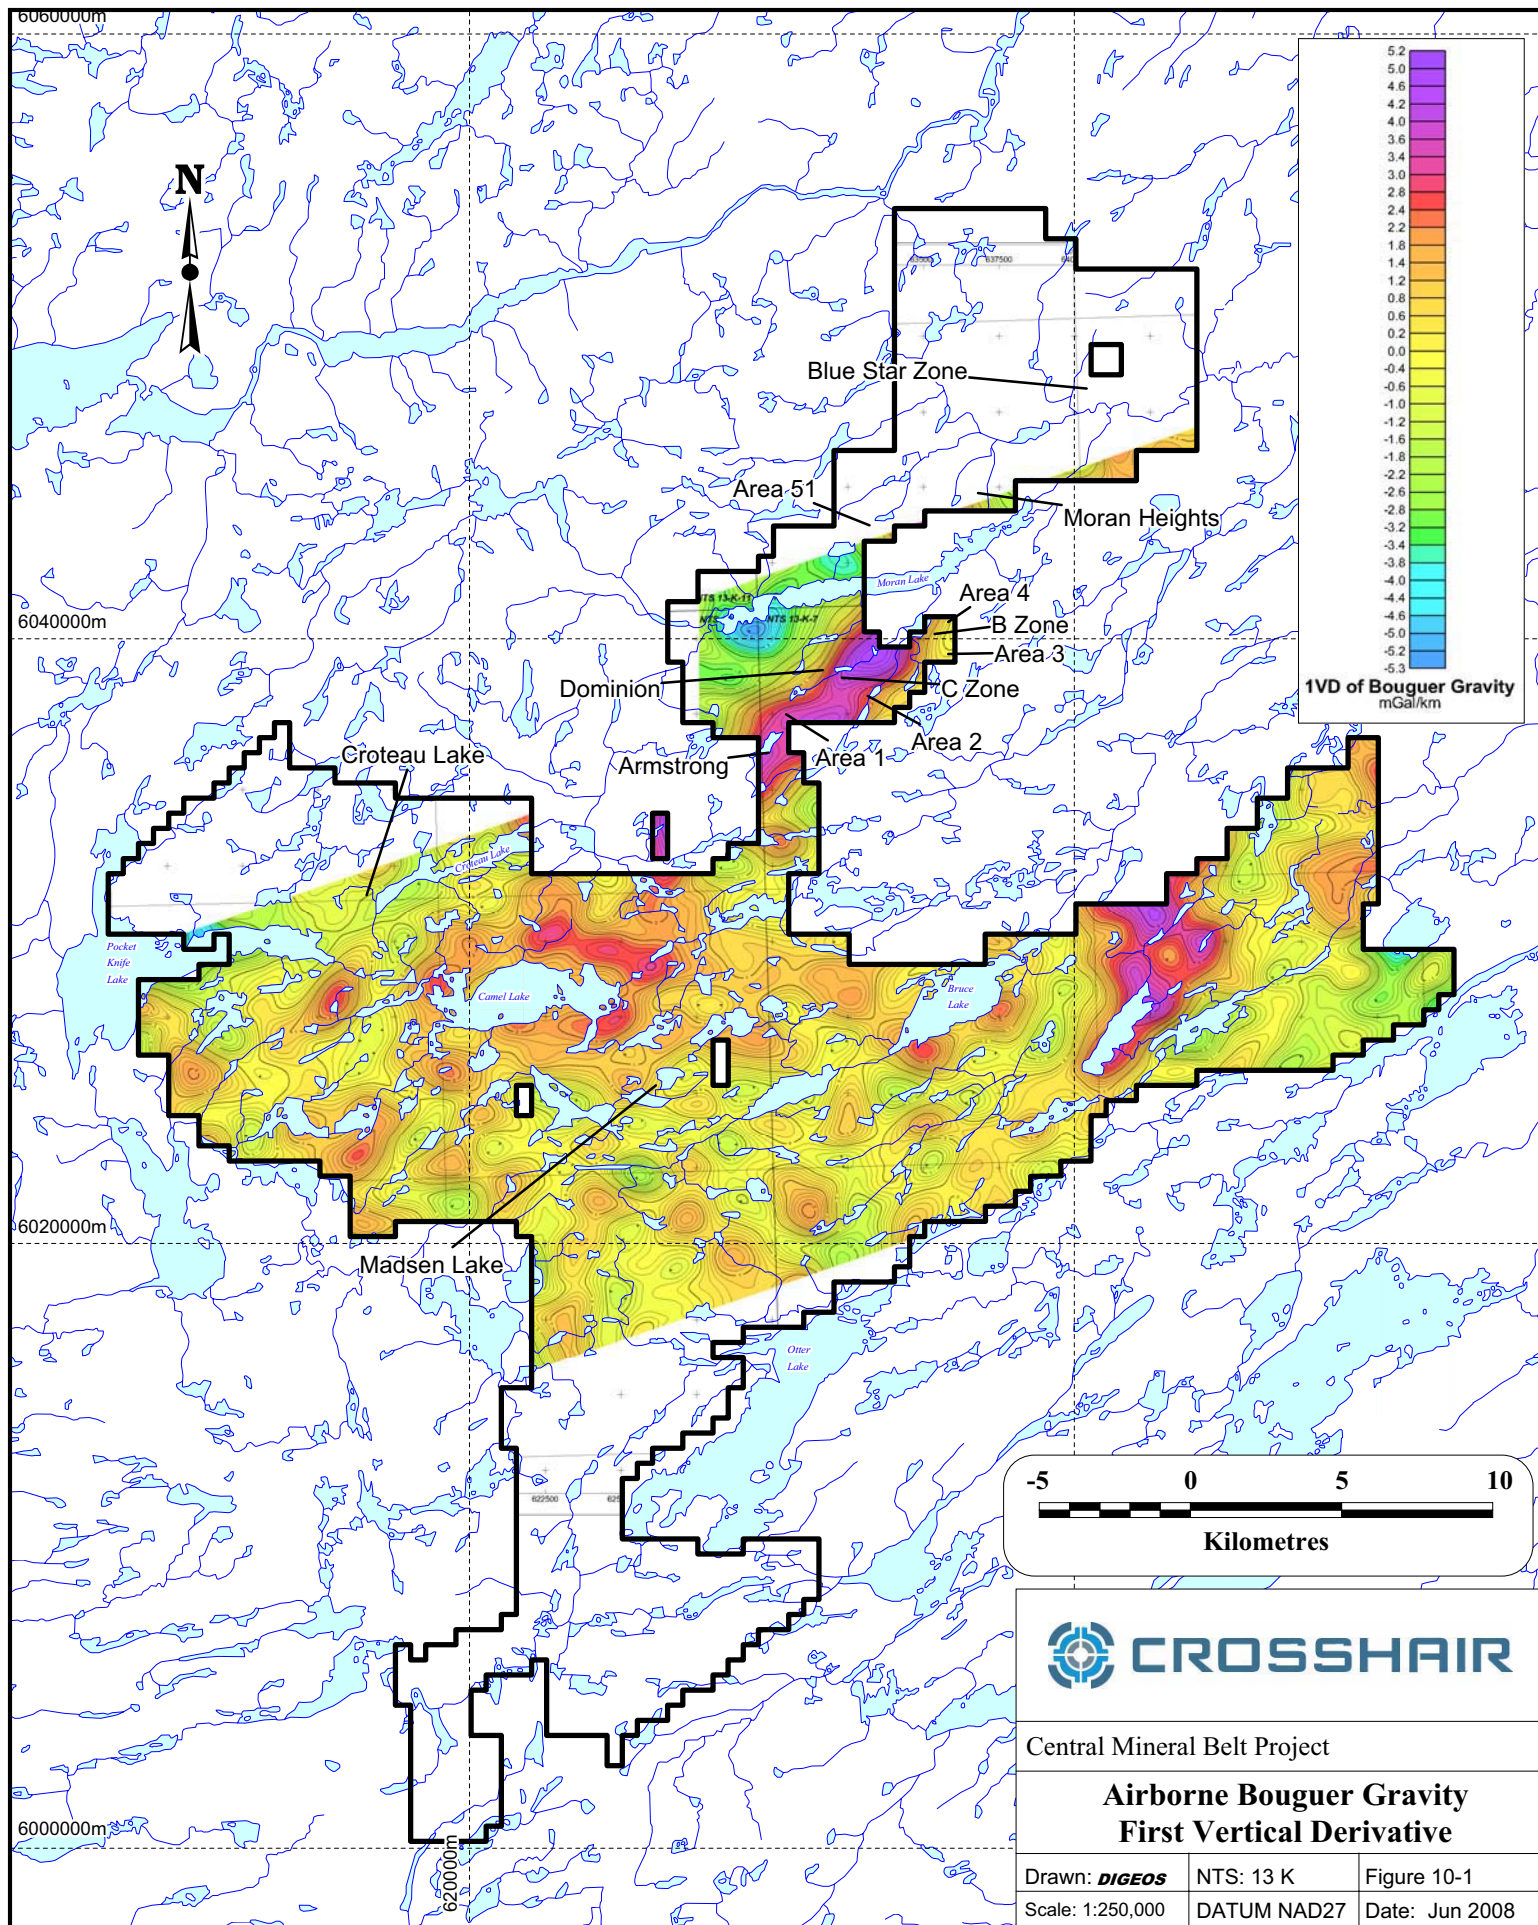 6060000m
N
5.2
5.0
4.6
4.2
4.0
3.6
3.4
3.0
2.8
2.4
2.2
1.8
1.4
1.2
0.8
0.6
0.2
0.0
-0.4
-0.6
-1.0
-1.2
-1.6
-1.8
-2.2
-2.6
-2.8
-3.2
-3.4
-3.8
-4.0
-4.4
-4.6
-5.0
-5.2
-5.3
1VD of Bouguer Gravity
mGal/km
637500
Blue Star Zone
Area 51
Moran Heights
Moran Lake
NTS 13-K-7
Area 4
B Zone
Area 3
6040000m
Dominion
C Zone
Area 2
Area 1
Armstrong
Croteau Lake
Croteau Lake
Pocket
Knife
Lake
Camel Lake
Bruce
Lake
6020000m
Madsen Lake
Otter
Lake
622500
-5 0 5 10
Kilometres
CROSSHAIR
Central Mineral Belt Project
Airborne Bouguer Gravity
First Vertical Derivative
Drawn: DIGEOS NTS: 13 K Figure 10-1
Scale: 1:250,000 DATUM NAD27 Date: Jun 2008
6000000m
620000m